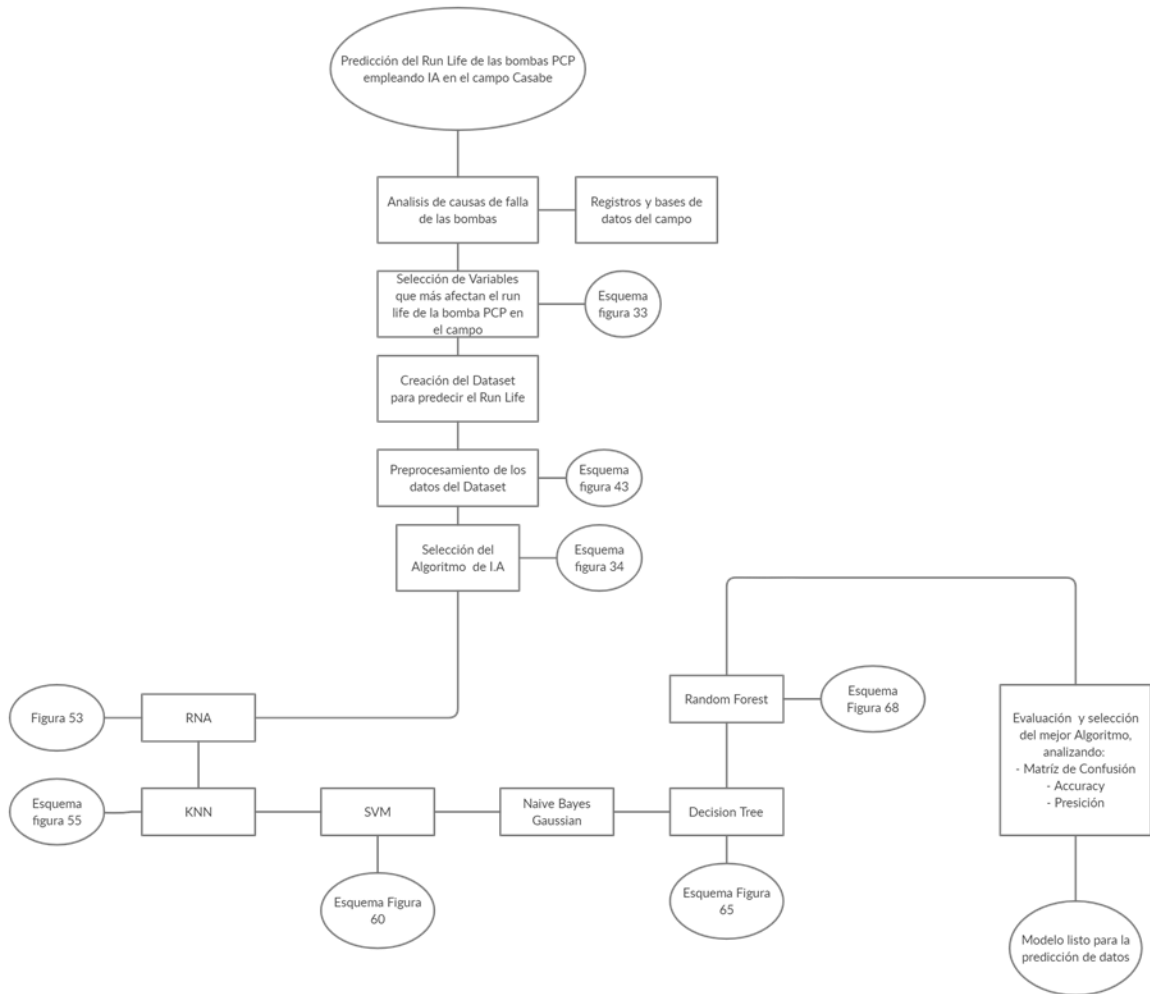 Predicción del Run Life de las bombas PCP
empleando IA en el campo Casabe
Analisis de causas de falla
de las bombas
Registros y bases de
datos del campo
Selección de Variables
que más afectan el run
life de la bomba PCP en
el campo
Esquema
figura 33
Creación del Dataset
para predecir el Run Life
Preprocesamiento de los
datos del Dataset
Esquema
figura 43
Selección del
Algoritmo de I.A
Esquema
figura 34
Figura 53
RNA
Esquema
figura 55
KNN
SVM
Esquema Figura
60
Naive Bayes
Gaussian
Decision Tree
Esquema Figura
65
Random Forest
Esquema
Figura 68
Evaluación y selección
del mejor Algoritmo,
analizando:
- Matríz de Confusión
- Accuracy
- Presición
Modelo listo para la
predicción de datos